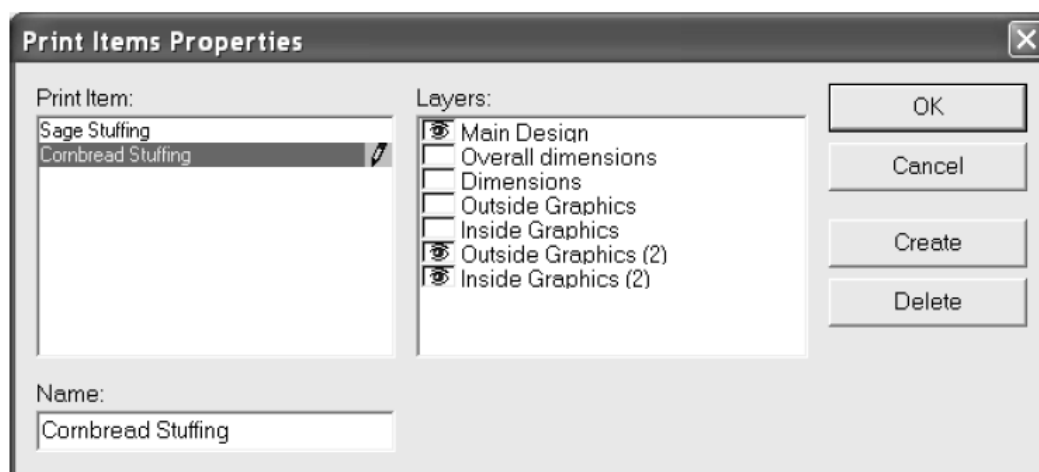 Print Items Properties
Print Item:
Sage Stuffing
Cornbread Stuffing
Layers:
Main Design
Overall dimensions
Dimensions
Outside Graphics
Inside Graphics
Outside Graphics (2)
Inside Graphics (2)
OK
Cancel
Create
Delete
Name:
Cornbread Stuffing